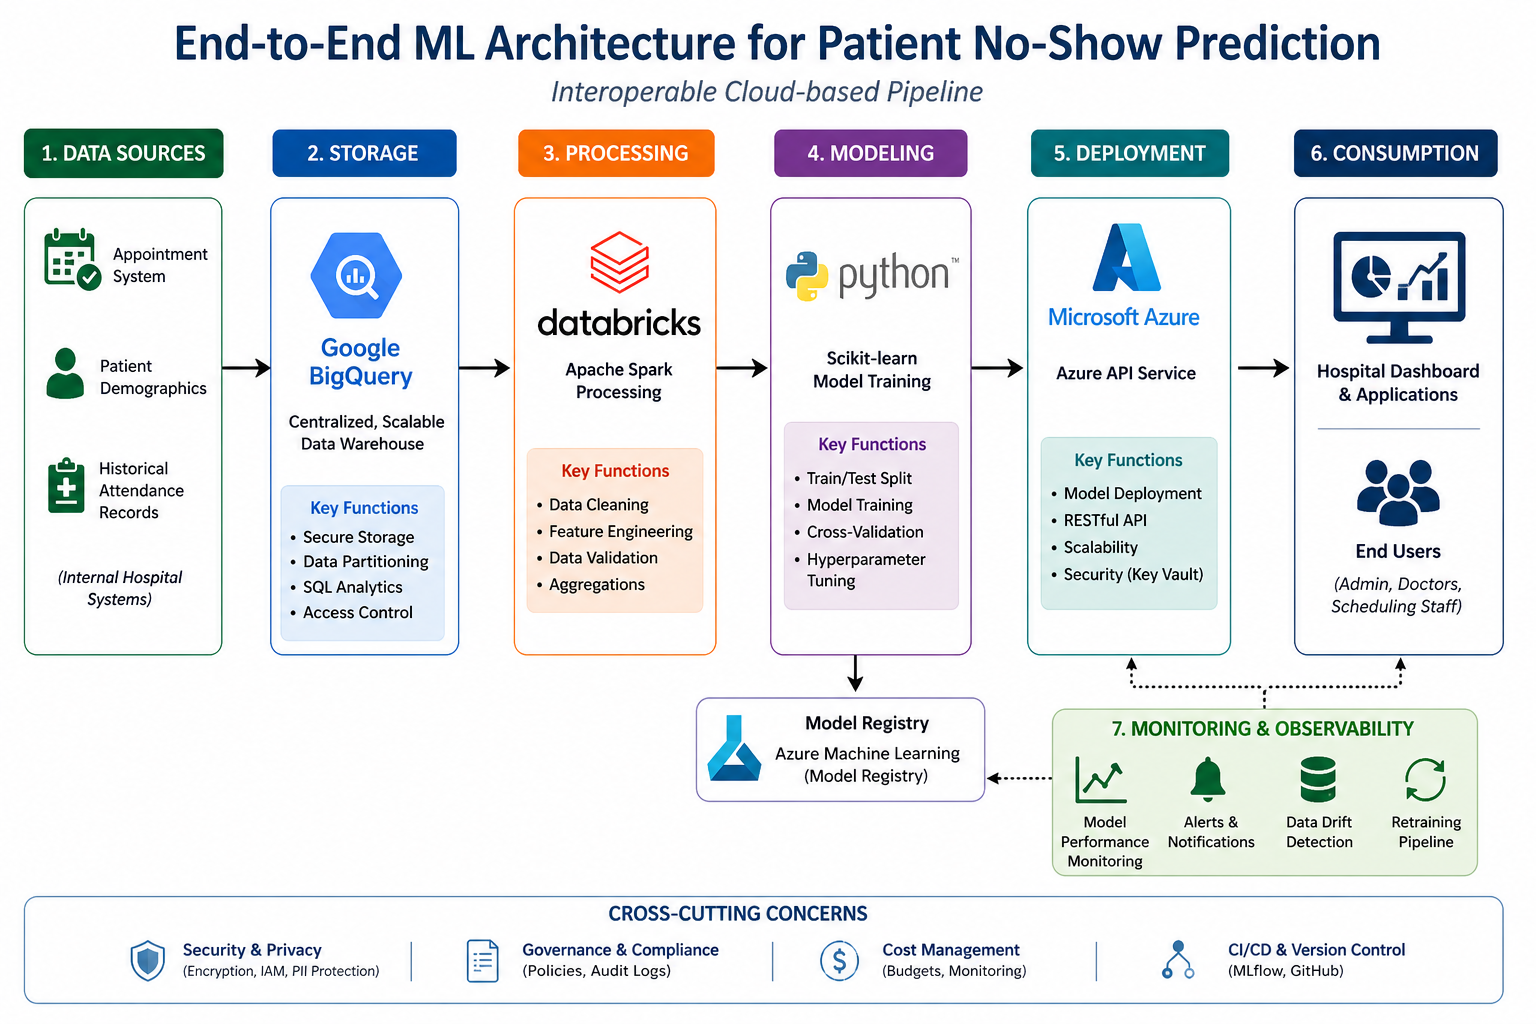 End-to-End ML Architecture for Patient No-Show Prediction
Interoperable Cloud-based Pipeline
1. DATA SOURCES
Appointment
System
Patient
Demographics
Historical
Attendance
Records
(Internal Hospital
Systems)
2. STORAGE
Google
BigQuery
Centralized, Scalable
Data Warehouse
Key Functions
• Secure Storage
• Data Partitioning
• SQL Analytics
• Access Control
3. PROCESSING
databricks
Apache Spark
Processing
Key Functions
• Data Cleaning
• Feature Engineering
• Data Validation
• Aggregations
4. MODELING
python™
Scikit-learn
Model Training
Key Functions
• Train/Test Split
• Model Training
• Cross-Validation
• Hyperparameter
Tuning
5. DEPLOYMENT
Microsoft Azure
Azure API Service
Key Functions
• Model Deployment
• RESTful API
• Scalability
• Security (Key Vault)
6. CONSUMPTION
Hospital Dashboard
& Applications
End Users
(Admin, Doctors,
Scheduling Staff)
Model Registry
Azure Machine Learning
(Model Registry)
7. MONITORING & OBSERVABILITY
Model
Performance
Monitoring
Alerts &
Notifications
Data Drift
Detection
Retraining
Pipeline
CROSS-CUTTING CONCERNS
Security & Privacy
(Encryption, IAM, PII Protection)
Governance & Compliance
(Policies, Audit Logs)
$
Cost Management
(Budgets, Monitoring)
CI/CD & Version Control
(MLflow, GitHub)